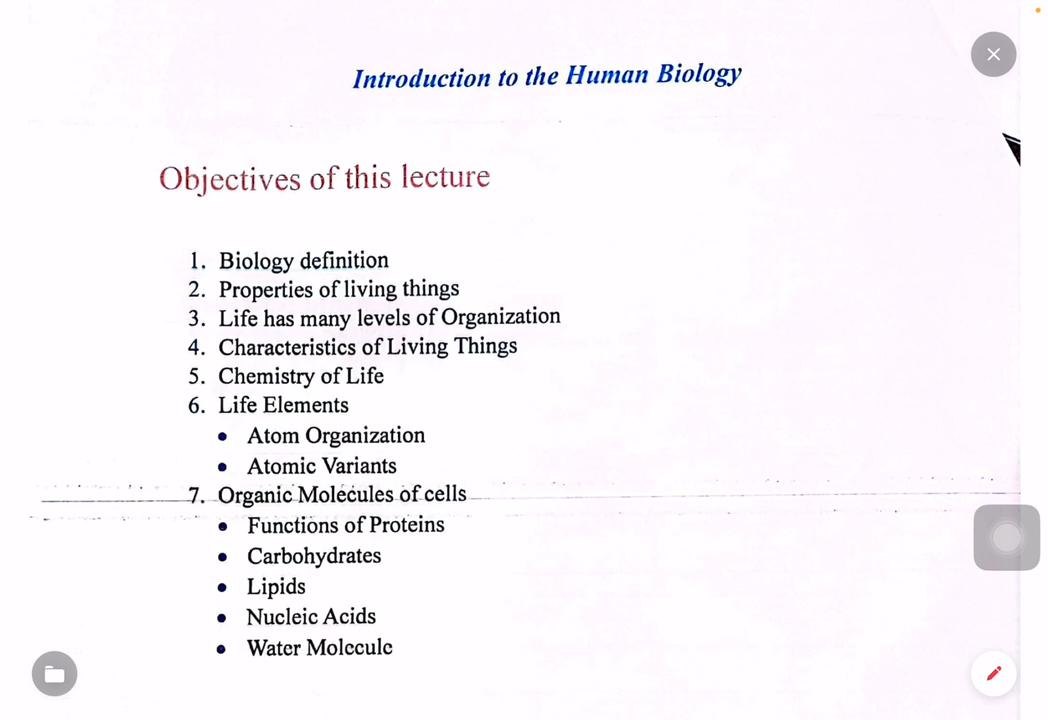 Introduction to the Human Biology
Objectives of this lecture
1. Biology definition
2. Properties of living things
3. Life has many levels of Organization
4. Characteristics of Living Things
5. Chemistry of Life
6. Life Elements
• Atom Organization
• Atomic Variants
7. Organic Molecules of cells
• Functions of Proteins
• Carbohydrates
• Lipids
• Nucleic Acids
• Water Molecule